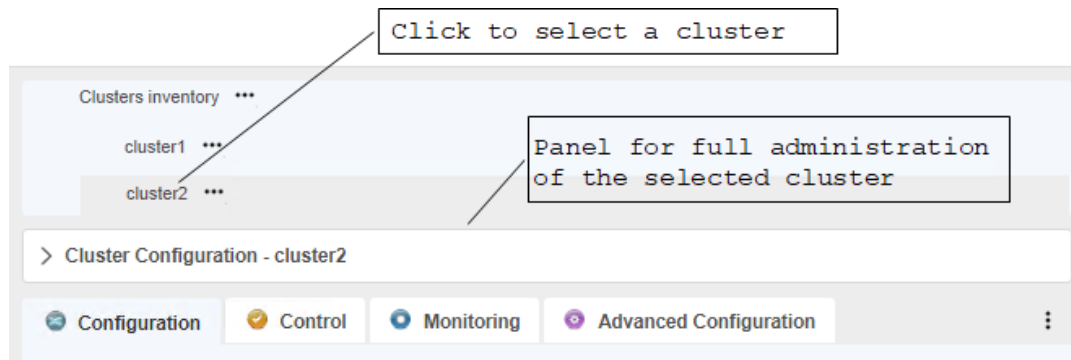 Click to select a cluster
Clusters inventory •••
cluster1 •••
Panel for full administration
of the selected cluster
cluster2 •••
Cluster Configuration - cluster2
Configuration Control Monitoring Advanced Configuration